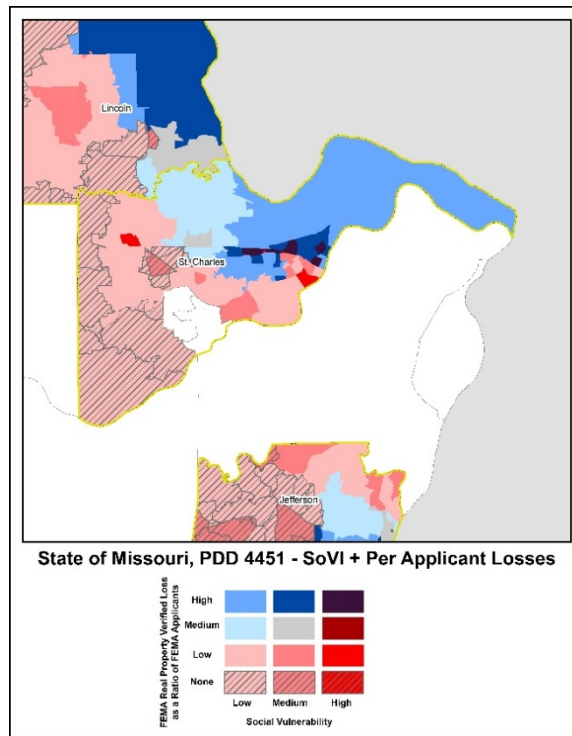 Lincoln
St. Charles
Jefferson
State of Missouri, PDD 4451 - SoVI + Per Applicant Losses
FEMA Real Property Verified Loss
as a Ratio of FEMA Applicants
High
Medium
Low
None
Low
Medium
High
Social Vulnerability